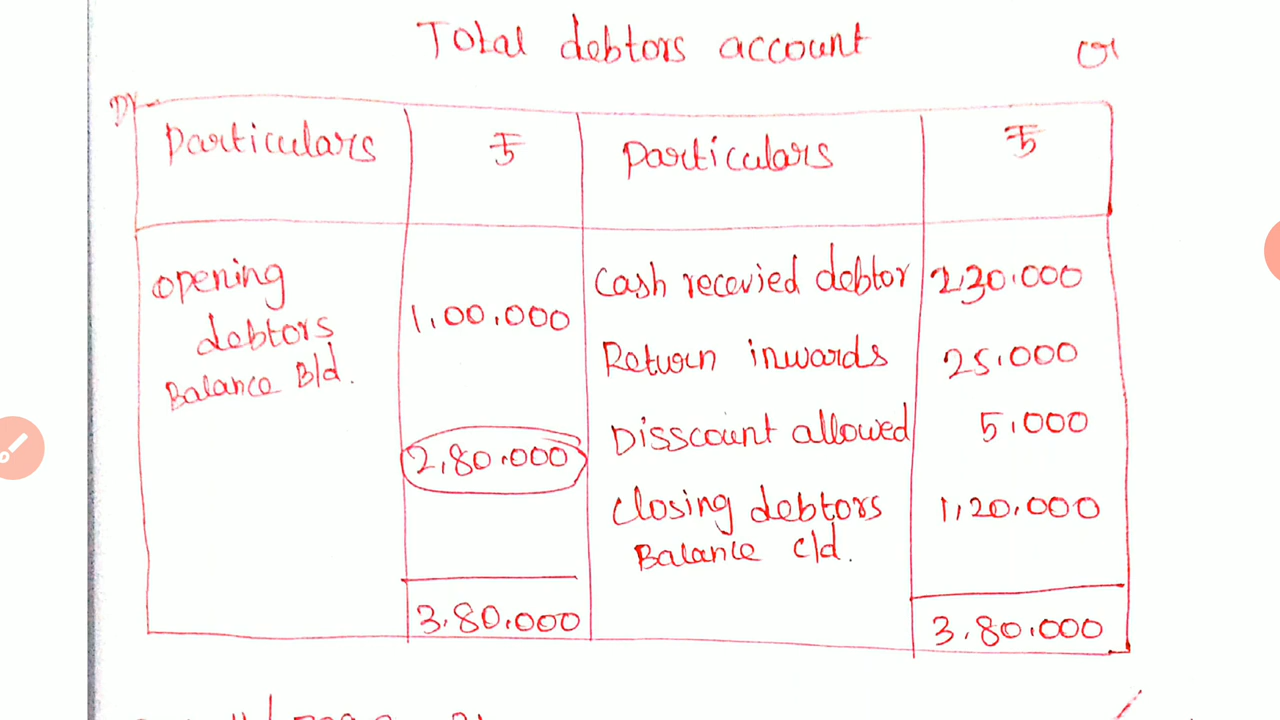 Total debtors account
Dr
Particulars ₹ Particulars ₹
opening
debtors
Balance B/d.
1,00,000
2,80,000
3,80,000
Cash recevied debtor 2,30,000
Return inwards 25,000
Disscount allowed 5,000
closing debtors 1,20,000
Balance c/d.
3,80,000